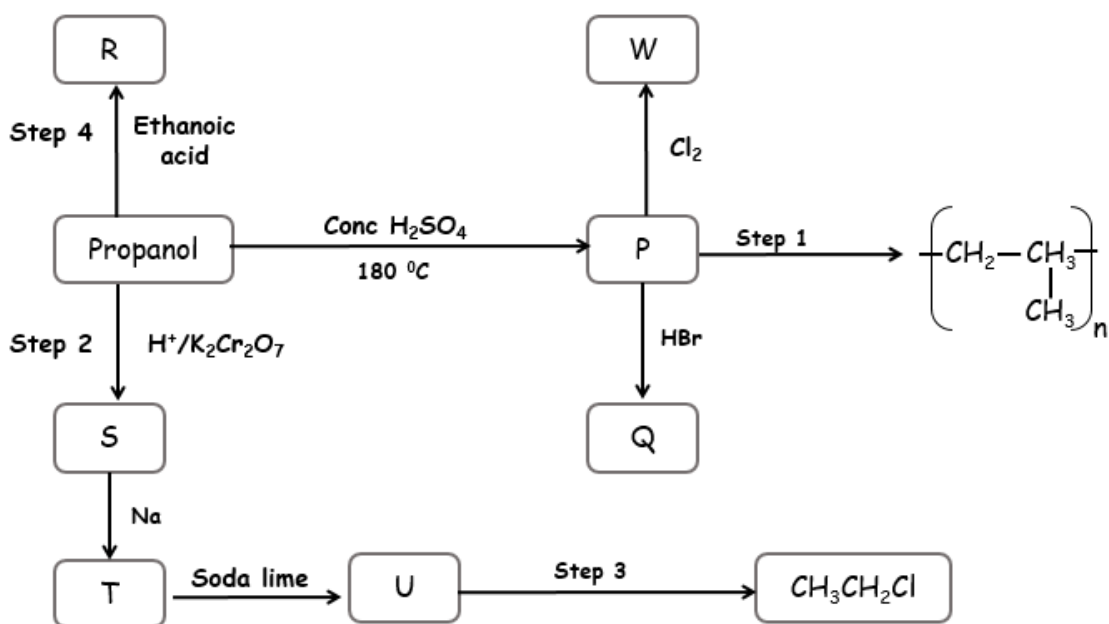 R
W
Step 4
Ethanoic
acid
Cl₂
Propanol
Conc H₂SO₄
180 ⁰C
P
Step 1
CH₂—CH₃
CH₃
n
Step 2
H⁺/K₂Cr₂O₇
HBr
S
Q
Na
T
Soda lime
U
Step 3
CH₃CH₂Cl